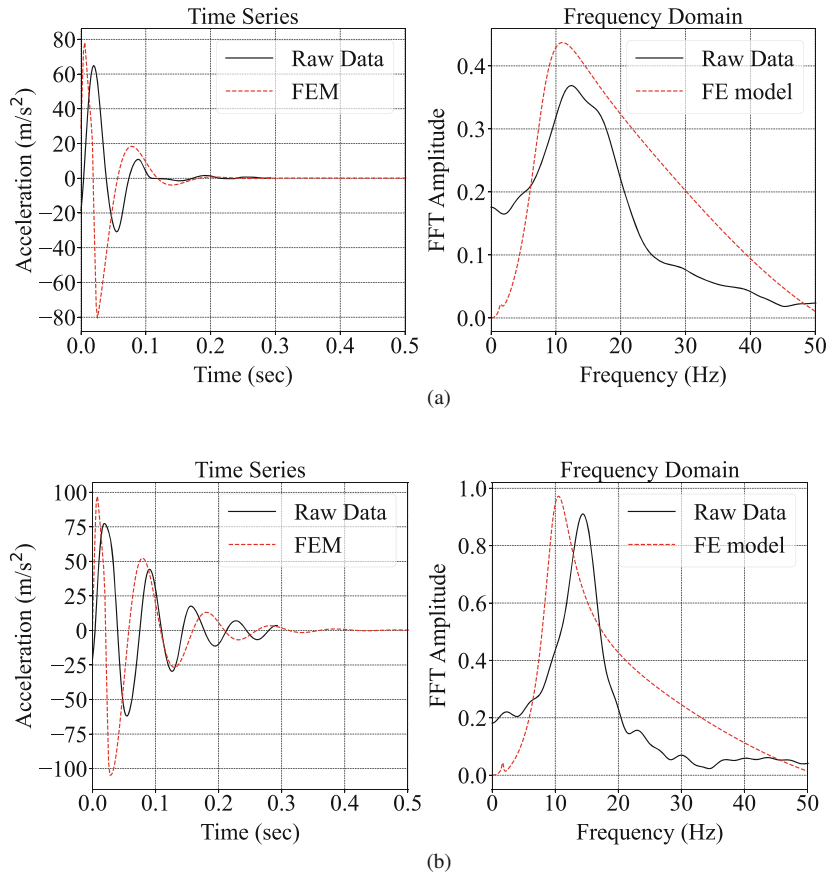 Time Series
Acceleration (m/s²)
80
60
40
20
0
−20
−40
−60
−80
Raw Data
FEM
0.0 0.1 0.2 0.3 0.4 0.5
Time (sec)
Frequency Domain
FFT Amplitude
0.4
0.3
0.2
0.1
0.0
Raw Data
FE model
0 10 20 30 40 50
Frequency (Hz)
(a)
Time Series
Acceleration (m/s²)
100
75
50
25
0
−25
−50
−75
−100
Raw Data
FEM
0.0 0.1 0.2 0.3 0.4 0.5
Time (sec)
Frequency Domain
FFT Amplitude
1.0
0.8
0.6
0.4
0.2
0.0
Raw Data
FE model
0 10 20 30 40 50
Frequency (Hz)
(b)